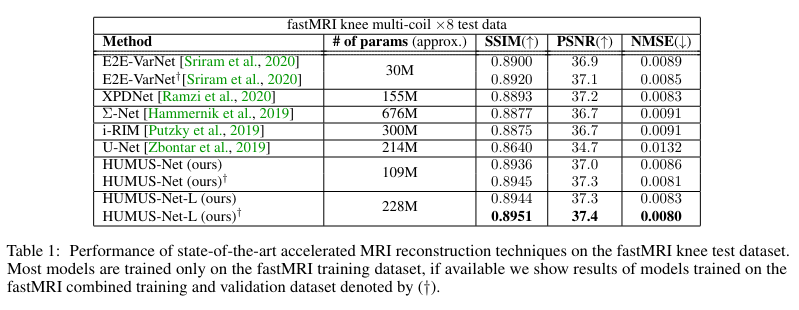 fastMRI knee multi-coil ×8 test data
Method # of params (approx.) SSIM(↑) PSNR(↑) NMSE(↓)
E2E-VarNet [Sriram et al., 2020] 30M 0.8900 36.9 0.0089
E2E-VarNet†[Sriram et al., 2020] 0.8920 37.1 0.0085
XPDNet [Ramzi et al., 2020] 155M 0.8893 37.2 0.0083
Σ-Net [Hammernik et al., 2019] 676M 0.8877 36.7 0.0091
i-RIM [Putzky et al., 2019] 300M 0.8875 36.7 0.0091
U-Net [Zbontar et al., 2019] 214M 0.8640 34.7 0.0132
HUMUS-Net (ours) 109M 0.8936 37.0 0.0086
HUMUS-Net (ours)† 0.8945 37.3 0.0081
HUMUS-Net-L (ours) 228M 0.8944 37.3 0.0083
HUMUS-Net-L (ours)† 0.8951 37.4 0.0080
Table 1: Performance of state-of-the-art accelerated MRI reconstruction techniques on the fastMRI knee test dataset.
Most models are trained only on the fastMRI training dataset, if available we show results of models trained on the
fastMRI combined training and validation dataset denoted by (†).